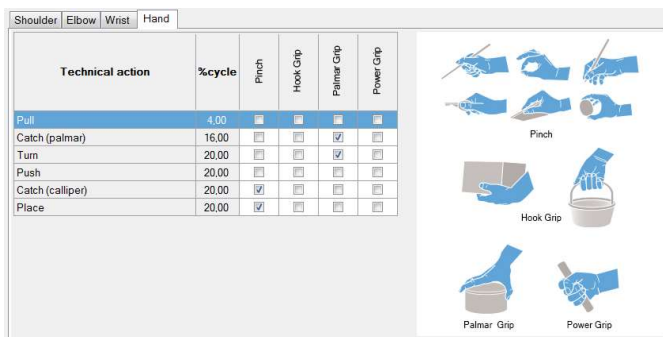 Shoulder Elbow Wrist Hand
Technical action %cycle Pinch Hook Grip Palmar Grip Power Grip
Pull 4,00
Catch (palmar) 16,00
Turn 20,00
Push 20,00
Catch (calliper) 20,00
Place 20,00
Pinch
Hook Grip
Palmar Grip Power Grip